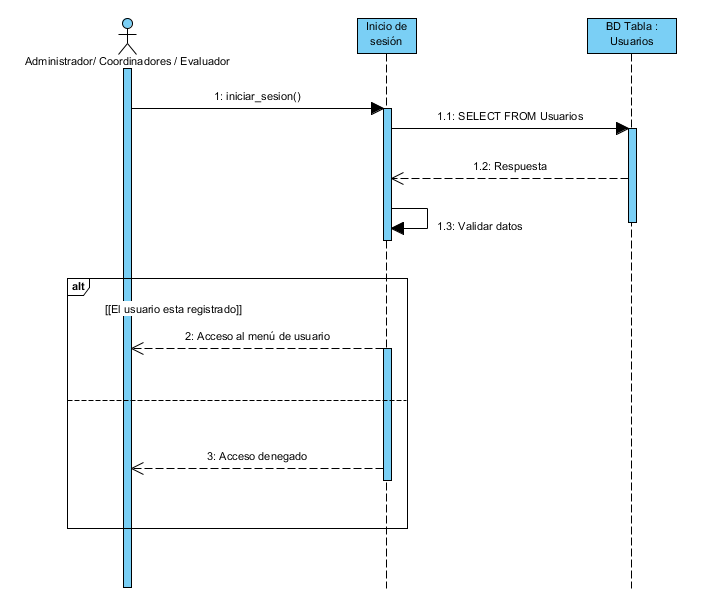 Inicio de
sesión
BD Tabla :
Usuarios
Administrador/ Coordinadores / Evaluador
1: iniciar_sesion()
1.1: SELECT FROM Usuarios
1.2: Respuesta
1.3: Validar datos
alt
[[El usuario esta registrado]]
2: Acceso al menú de usuario
3: Acceso denegado